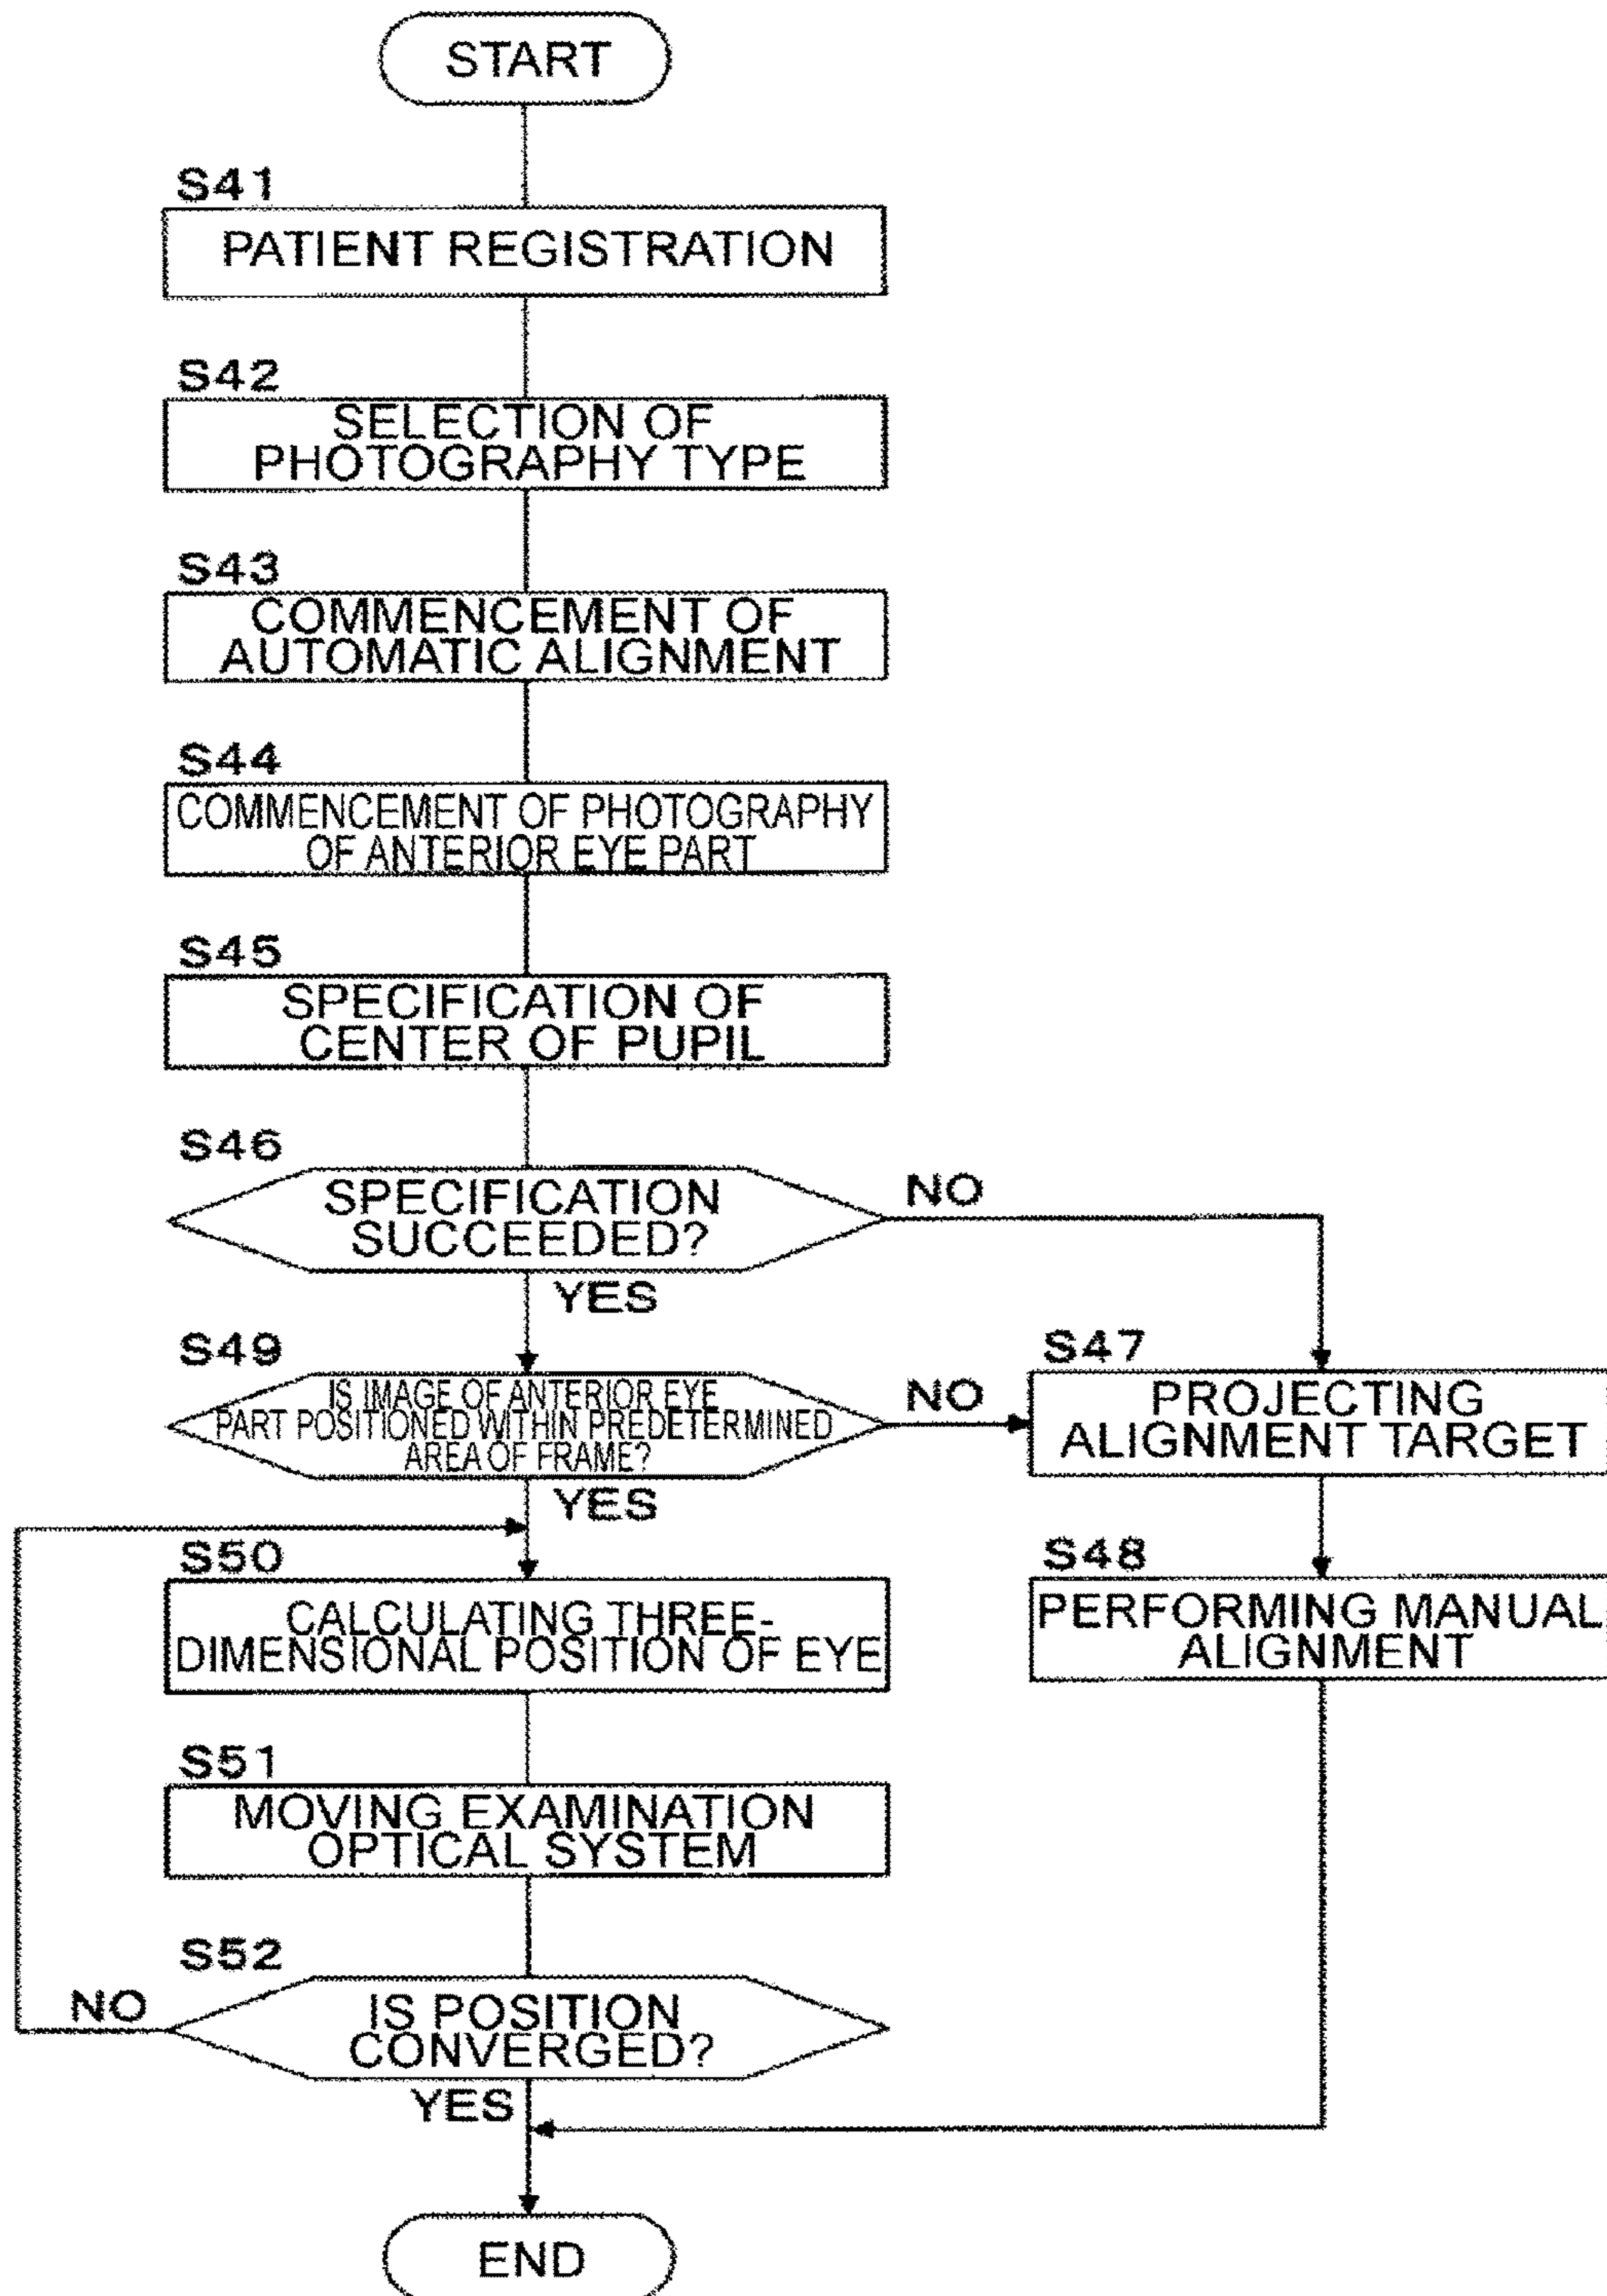 START
S41
PATIENT REGISTRATION
S42
SELECTION OF
PHOTOGRAPHY TYPE
S43
COMMENCEMENT OF
AUTOMATIC ALIGNMENT
S44
COMMENCEMENT OF PHOTOGRAPHY
OF ANTERIOR EYE PART
S45
SPECIFICATION OF
CENTER OF PUPIL
S46
SPECIFICATION
SUCCEEDED?
NO
YES
S49
IS IMAGE OF ANTERIOR EYE
PART POSITIONED WITHIN PREDETERMINED
AREA OF FRAME?
NO
YES
S47
PROJECTING
ALIGNMENT TARGET
S48
PERFORMING MANUAL
ALIGNMENT
S50
CALCULATING THREE-
DIMENSIONAL POSITION OF EYE
S51
MOVING EXAMINATION
OPTICAL SYSTEM
S52
IS POSITION
CONVERGED?
NO
YES
END